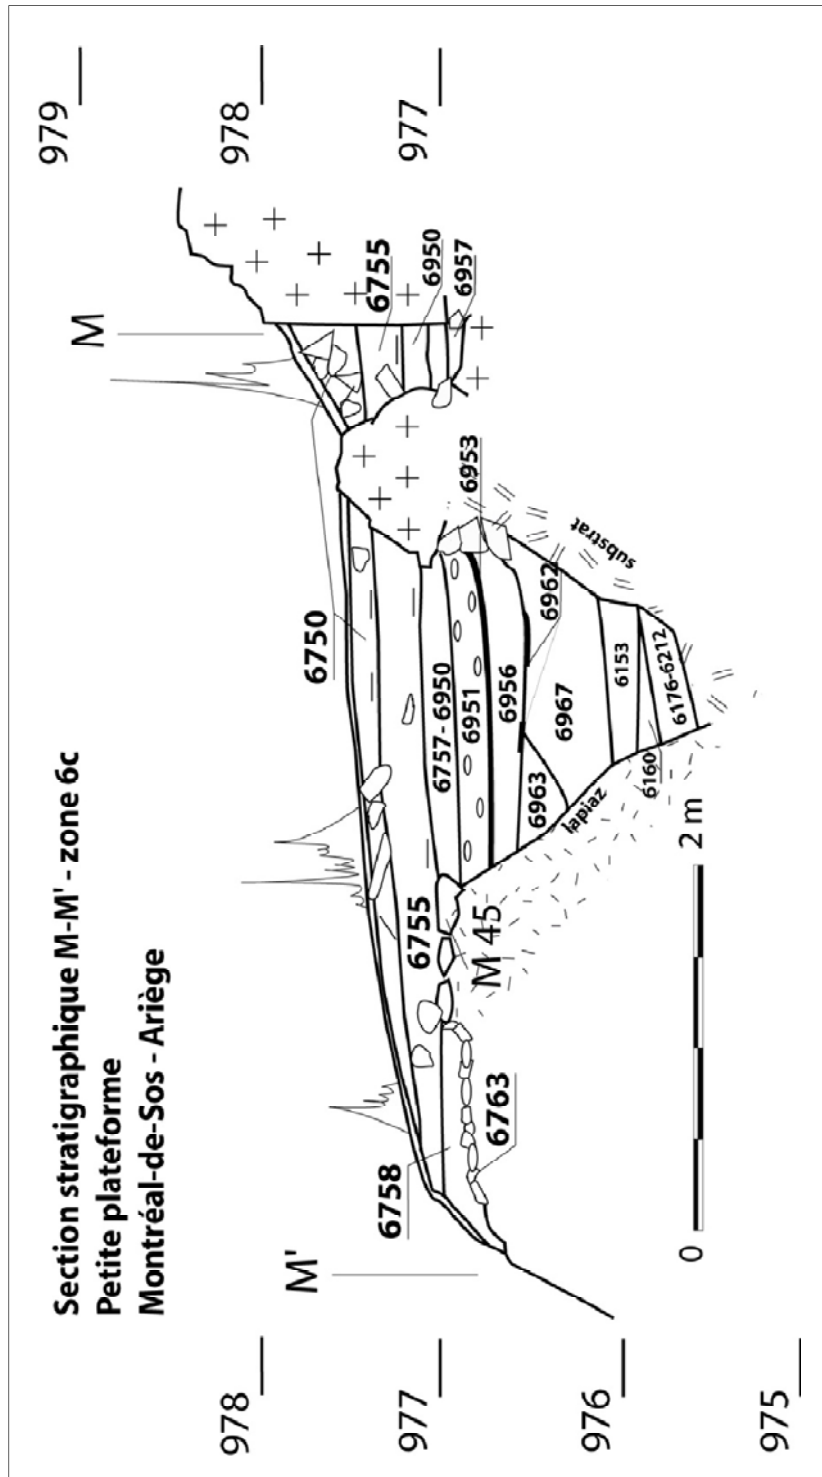 Section stratigraphique M-M' - zone 6c
Petite plateforme
Montréal-de-Sos - Ariège
979
978
977
978
977
976
975
M'
M
6750
6755
6950
6957
6953
6962
substrat
6757- 6950
6951
6956
6967
6963
lapiaz
6153
6160
6176-6212
6755
M 45
6758
6763
0
2 m